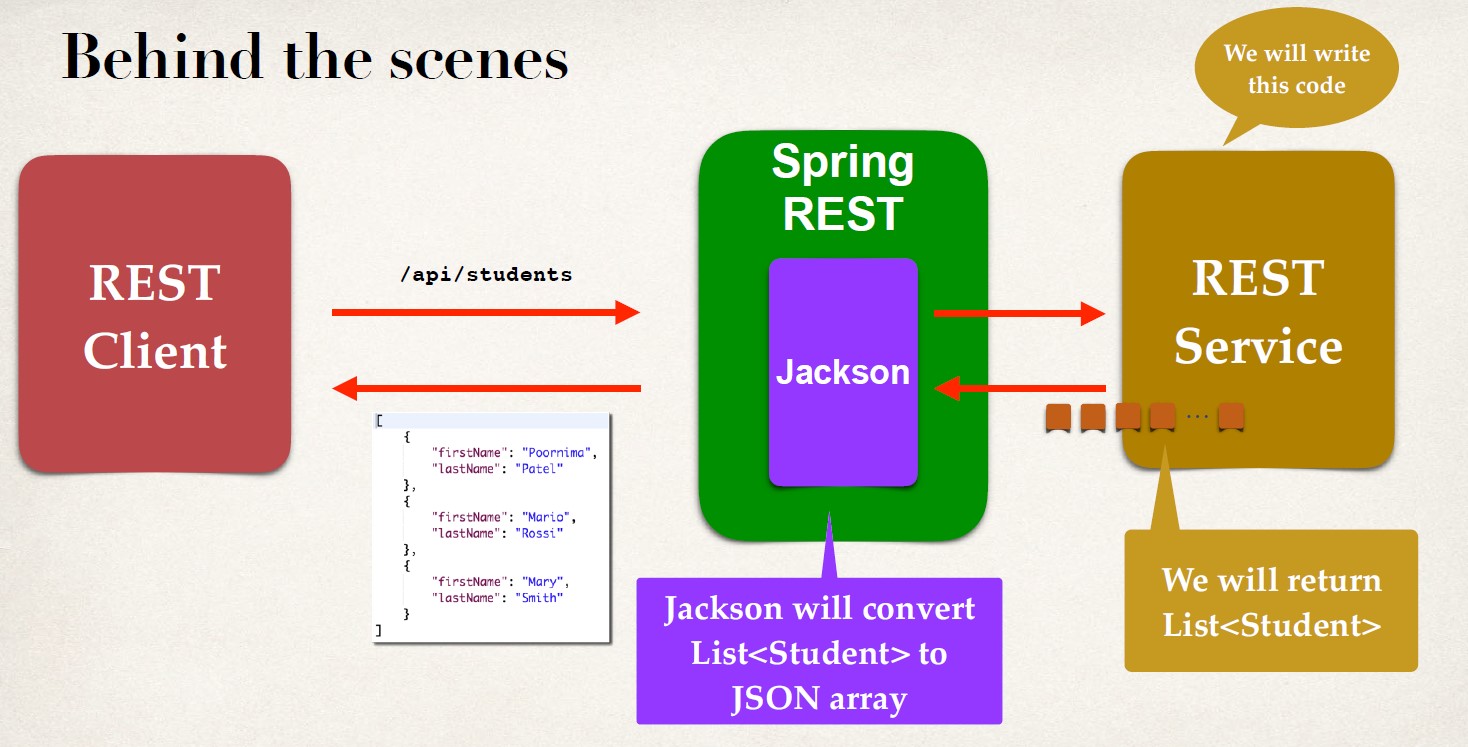 Behind the scenes
We will write
this code
Spring
REST
REST
Client
/api/students
Jackson
REST
Service
...
[
{
"firstName": "Poornima",
"lastName": "Patel"
},
{
"firstName": "Mario",
"lastName": "Rossi"
},
{
"firstName": "Mary",
"lastName": "Smith"
}
]
Jackson will convert
List<Student> to
JSON array
We will return
List<Student>